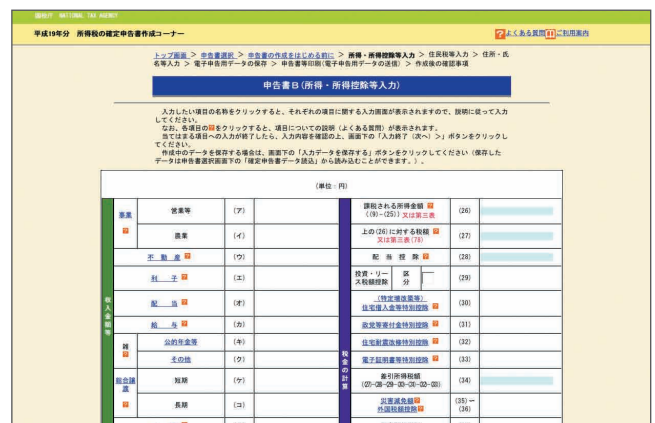 国税庁 NATIONAL TAX AGENCY
平成19年分 所得税の確定申告書作成コーナー
?よくある質問 ご利用案内
トップ画面 > 申告書選択 > 申告書の作成をはじめる前に > 所得・所得控除等入力 > 住民税等入力 > 住所・氏
名等入力 > 電子申告用データの保存 > 申告書等印刷(電子申告用データの送信) > 作成後の確認事項
申告書B(所得・所得控除等入力)
入力したい項目の名称をクリックすると、それぞれの項目に関する入力画面が表示されますので、説明に従って入力
してください。
なお、各項目の?をクリックすると、項目についての説明(よくある質問)が表示されます。
当てはまる項目への入力が終了したら、入力内容を確認の上、画面下の「入力終了(次へ)>」ボタンをクリックし
てください。
作成中のデータを保存する場合は、画面下の「入力データを保存する」ボタンをクリックしてください(保存した
データは申告書選択画面下の「確定申告書データ読込」から読み込むことができます。)。
(単位:円)
収入金額等
事業 ?
営業等 (ア)
農業 (イ)
不動産 ? (ウ)
利子 ? (エ)
配当 ? (オ)
給与 ? (カ)
雑 ?
公的年金等 (キ)
その他 (ク)
総合譲渡 ?
短期 (ケ)
長期 (コ)
税金の計算
課税される所得金額 ?
((9)-(25)) 又は第三表 (26)
上の(26)に対する税額 ?
又は第三表(78) (27)
配当控除 ? (28)
投資・リー
ス税額控除 区分 (29)
(特定増改築等)
住宅借入金等特別控除 ? (30)
政党等寄付金特別控除 ? (31)
住宅耐震改修特別控除 ? (32)
電子証明書等特別控除 ? (33)
差引所得税額
(27)-(28)-(29)-(30)-(31)-(32)-(33) (34)
災害減免額?
外国税額控除? (35)ー
(36)